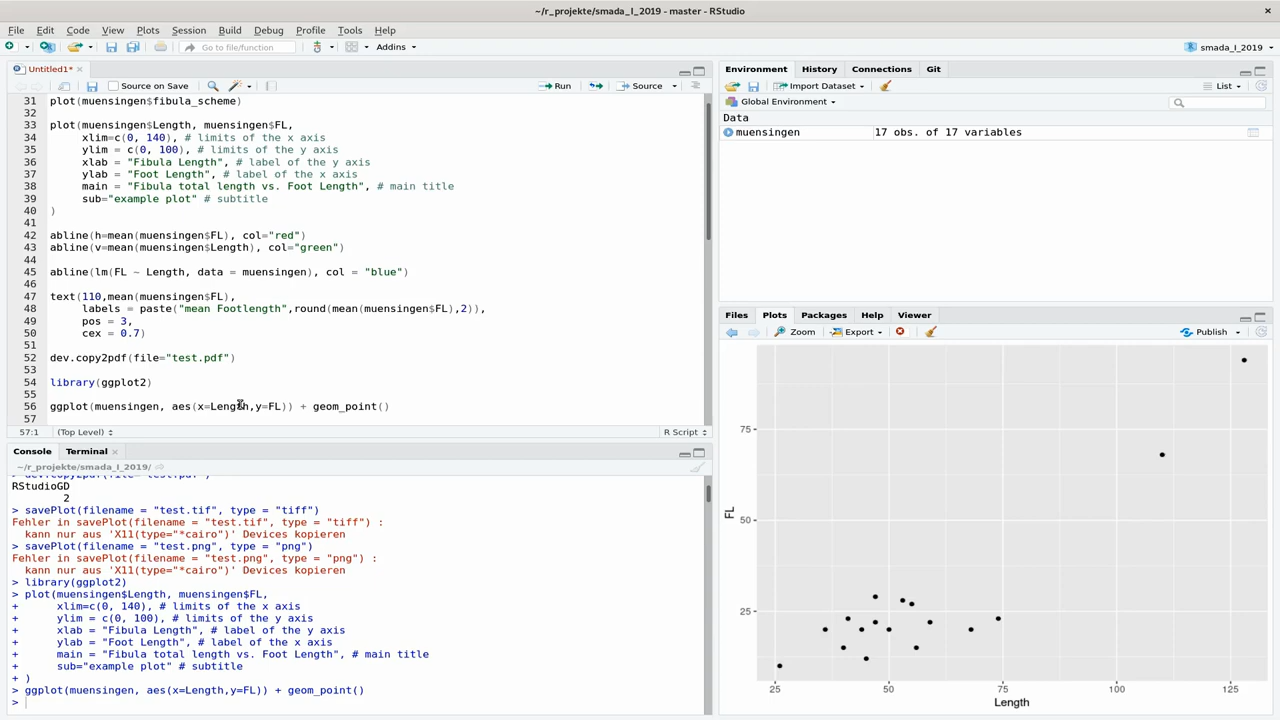 ~/r_projekte/smada_I_2019 - master - RStudio
File Edit Code View Plots Session Build Debug Profile Tools Help
Go to file/function Addins smada_I_2019
Untitled1*
Source on Save Run Source
31 plot(muensingen$fibula_scheme)
32
33 plot(muensingen$Length, muensingen$FL,
34 xlim=c(0, 140), # limits of the x axis
35 ylim = c(0, 100), # limits of the y axis
36 xlab = "Fibula Length", # label of the y axis
37 ylab = "Foot Length", # label of the x axis
38 main = "Fibula total length vs. Foot Length", # main title
39 sub="example plot" # subtitle
40 )
41
42 abline(h=mean(muensingen$FL), col="red")
43 abline(v=mean(muensingen$Length), col="green")
44
45 abline(lm(FL ~ Length, data = muensingen), col = "blue")
46
47 text(110,mean(muensingen$FL),
48 labels = paste("mean Footlength",round(mean(muensingen$FL),2)),
49 pos = 3,
50 cex = 0.7)
51
52 dev.copy2pdf(file="test.pdf")
53
54 library(ggplot2)
55
56 ggplot(muensingen, aes(x=Length,y=FL)) + geom_point()
57
57:1 (Top Level) R Script
Console Terminal
~/r_projekte/smada_I_2019/
> dev.copy2pdf(file="test.pdf")
RStudioGD
2
> savePlot(filename = "test.tif", type = "tiff")
Fehler in savePlot(filename = "test.tif", type = "tiff") :
kann nur aus 'X11(type="*cairo")' Devices kopieren
> savePlot(filename = "test.png", type = "png")
Fehler in savePlot(filename = "test.png", type = "png") :
kann nur aus 'X11(type="*cairo")' Devices kopieren
> library(ggplot2)
> plot(muensingen$Length, muensingen$FL,
+ xlim=c(0, 140), # limits of the x axis
+ ylim = c(0, 100), # limits of the y axis
+ xlab = "Fibula Length", # label of the y axis
+ ylab = "Foot Length", # label of the x axis
+ main = "Fibula total length vs. Foot Length", # main title
+ sub="example plot" # subtitle
+ )
> ggplot(muensingen, aes(x=Length,y=FL)) + geom_point()
>
Environment History Connections Git
Import Dataset List
Global Environment
Data
muensingen 17 obs. of 17 variables
Files Plots Packages Help Viewer
Zoom Export Publish
75
50
25
FL
25 50 75 100 125
Length